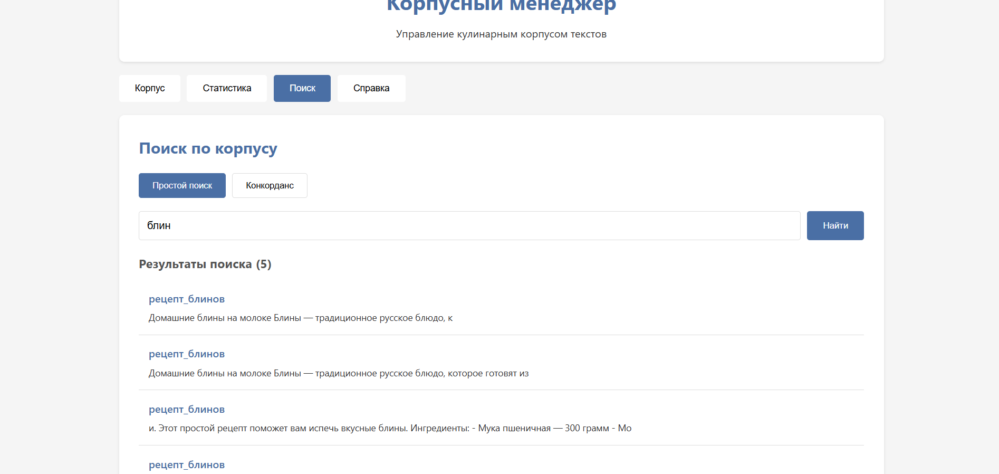 Корпусный менеджер
Управление кулинарным корпусом текстов
Корпус Статистика Поиск Справка
Поиск по корпусу
Простой поиск Конкорданс
блин Найти
Результаты поиска (5)
рецепт_блинов
Домашние блины на молоке Блины — традиционное русское блюдо, к
рецепт_блинов
Домашние блины на молоке Блины — традиционное русское блюдо, которое готовят из
рецепт_блинов
и. Этот простой рецепт поможет вам испечь вкусные блины. Ингредиенты: - Мука пшеничная — 300 грамм - Мо
рецепт_блинов